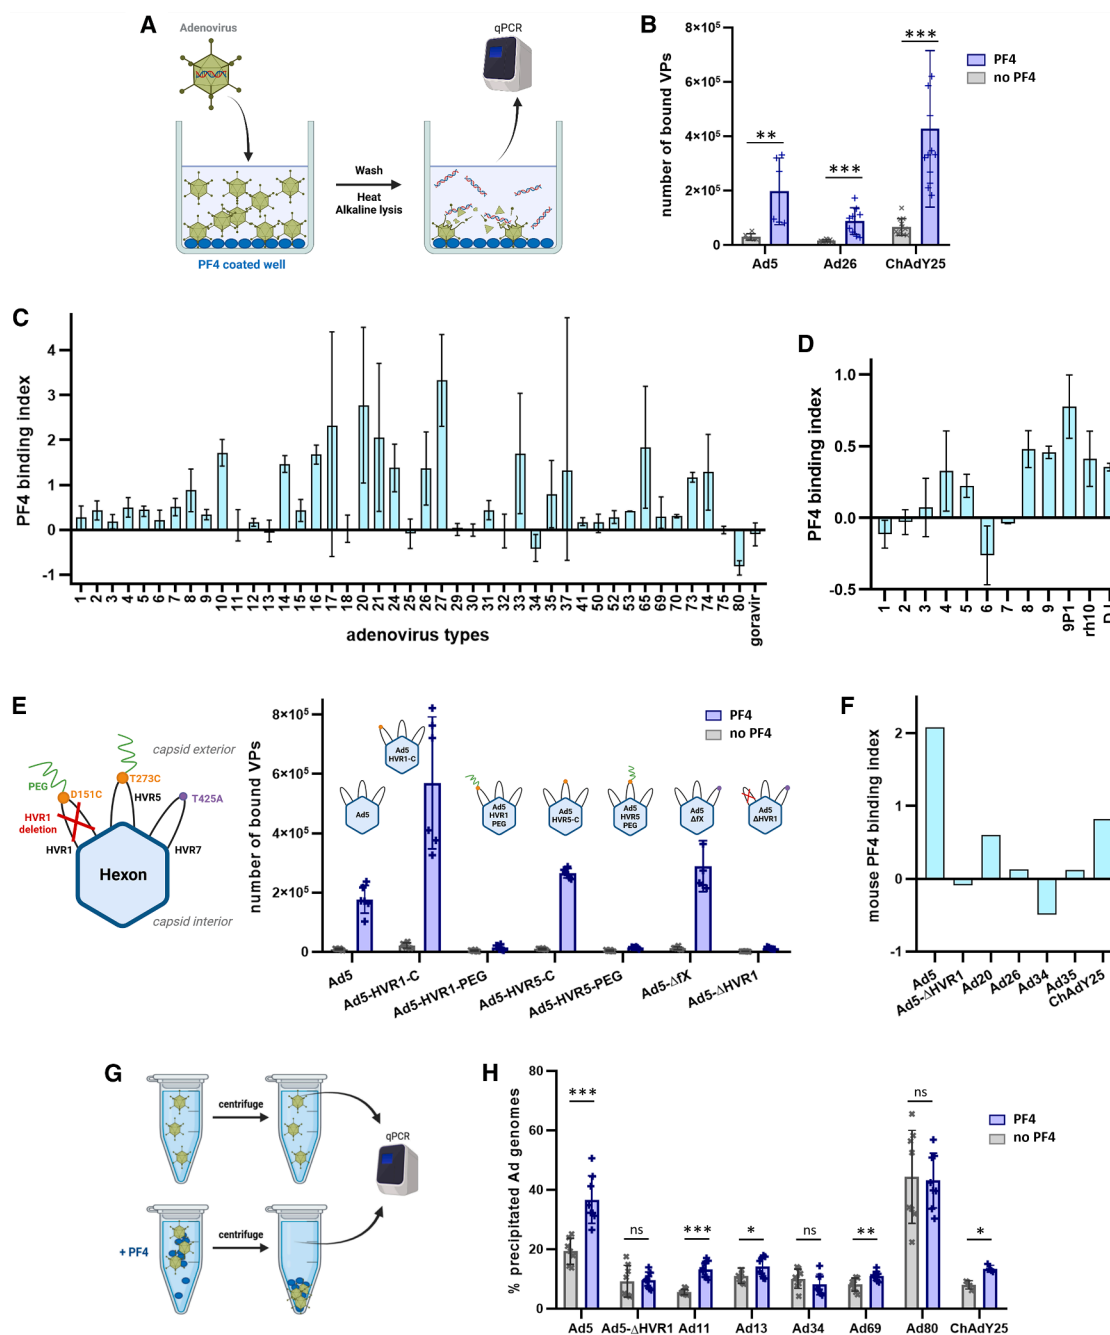 A
Adenovirus
qPCR
Wash
Heat
Alkaline lysis
PF4 coated well
B
number of bound VPs
8×10⁵
6×10⁵
4×10⁵
2×10⁵
0
**
***
***
PF4
no PF4
Ad5
Ad26
ChAdY25
C
PF4 binding index
4
3
2
1
0
-1
1 2 3 4 5 6 7 8 9 10 11 12 13 14 15 16 17 18 20 21 24 25 26 27 29 30 31 32 33 34 35 37 41 50 52 53 65 69 70 73 74 75 80 goravir
adenovirus types
D
PF4 binding index
1.0
0.5
0.0
-0.5
1 2 3 4 5 6 7 8 9 9P1 rh10
E
capsid exterior
PEG
D151C
T273C
HVR5
T425A
HVR1
deletion
HVR1
HVR7
Hexon
capsid interior
number of bound VPs
8×10⁵
6×10⁵
4×10⁵
2×10⁵
0
PF4
no PF4
Ad5
Ad5
HVR1-C
Ad5
HVR1
PEG
Ad5
HVR5-C
Ad5
HVR5
PEG
Ad5
ΔfX
Ad5
ΔHVR1
Ad5
Ad5-HVR1-C
Ad5-HVR1-PEG
Ad5-HVR5-C
Ad5-HVR5-PEG
Ad5-ΔfX
Ad5-ΔHVR1
F
mouse PF4 binding index
2
1
0
-1
Ad5
Ad5-ΔHVR1
Ad20
Ad26
Ad34
Ad35
ChAdY25
G
centrifuge
qPCR
+ PF4
centrifuge
H
% precipitated Ad genomes
80
60
40
20
0
***
ns
***
*
ns
**
ns
*
PF4
no PF4
Ad5
Ad5-ΔHVR1
Ad11
Ad13
Ad34
Ad69
Ad80
ChAdY25